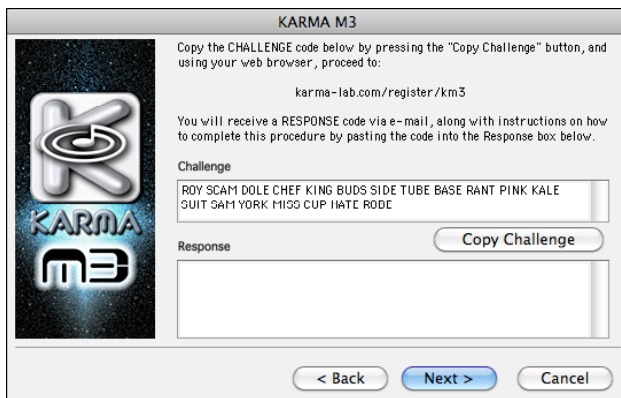 KARMA M3
Copy the CHALLENGE code below by pressing the "Copy Challenge" button, and
using your web browser, proceed to:
karma-lab.com/register/km3
You will receive a RESPONSE code via e-mail, along with instructions on how
to complete this procedure by pasting the code into the Response box below.
Challenge
ROY SCAM DOLE CHEF KING BUDS SIDE TUBE BASE RANT PINK KALE
SUIT SAM YORK MISS CUP HATE RODE
Copy Challenge
Response
KARMA
M3
< Back
Next >
Cancel